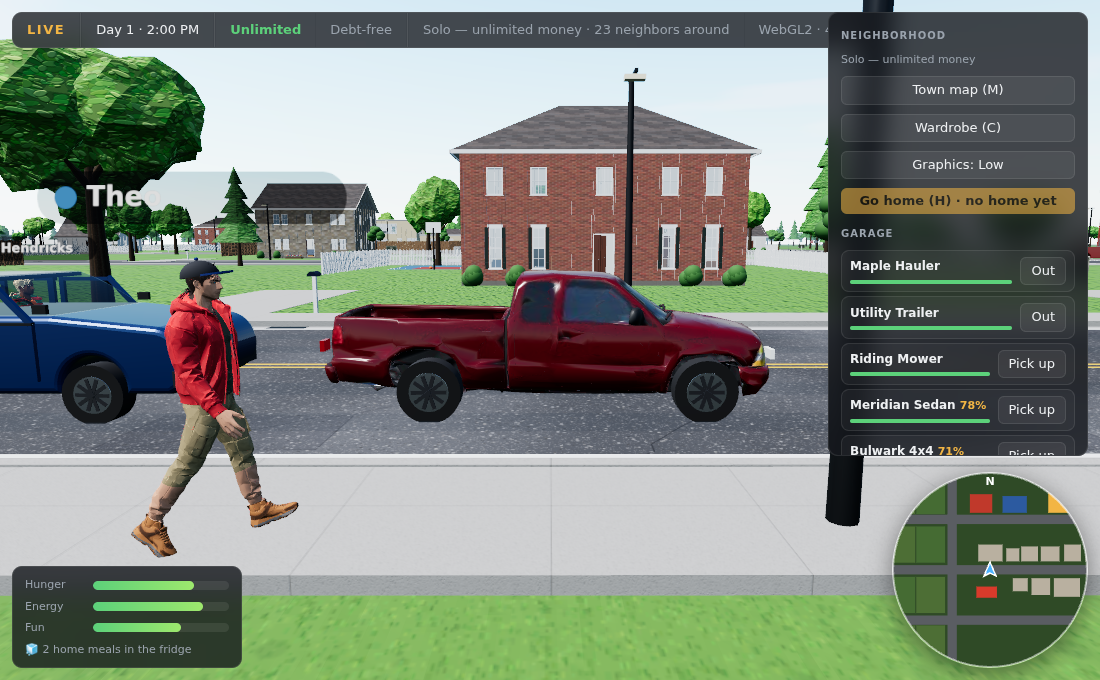 LIVE Day 1 · 2:00 PM Unlimited Debt-free Solo — unlimited money · 23 neighbors around WebGL2 ·
NEIGHBORHOOD
Solo — unlimited money
Town map (M)
Wardrobe (C)
Graphics: Low
Go home (H) · no home yet
GARAGE
Maple Hauler Out
Utility Trailer Out
Riding Mower Pick up
Meridian Sedan 78% Pick up
Bulwark 4x4 71% Pick up
Theo
Hendricks
N
Hunger
Energy
Fun
2 home meals in the fridge